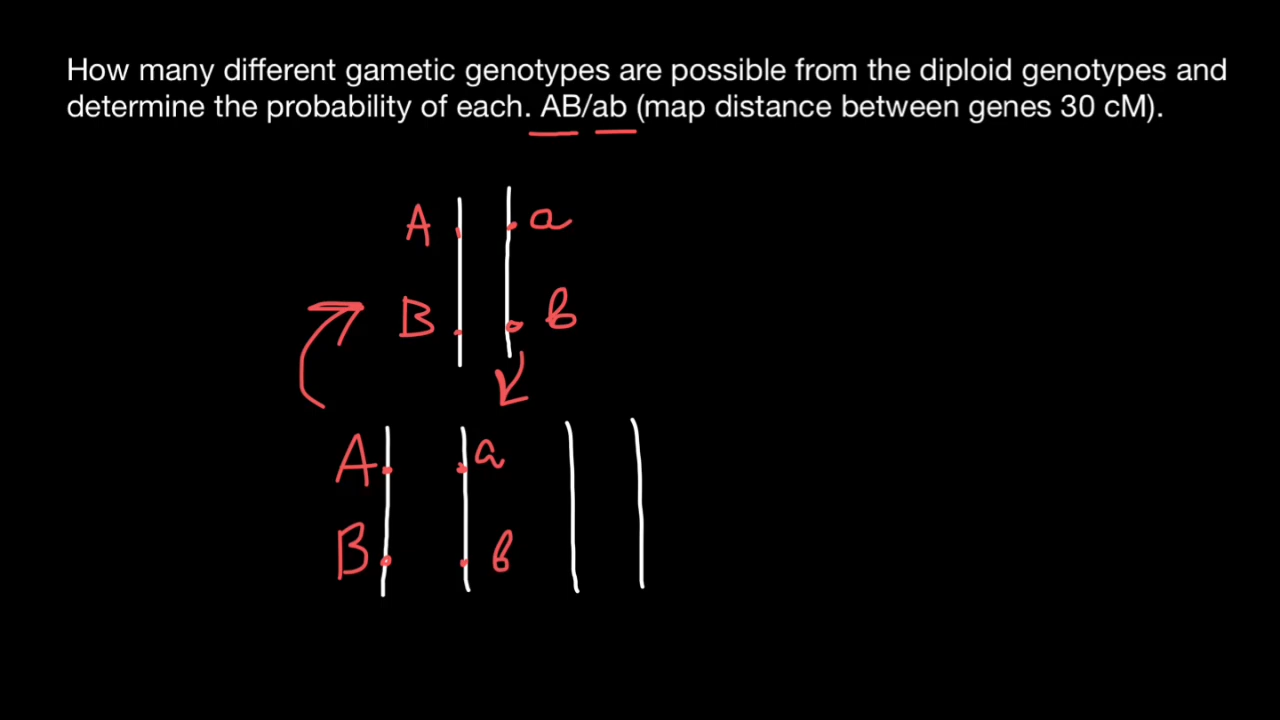 How many different gametic genotypes are possible from the diploid genotypes and
determine the probability of each. AB/ab (map distance between genes 30 cM).
A a
B b
A a
B b